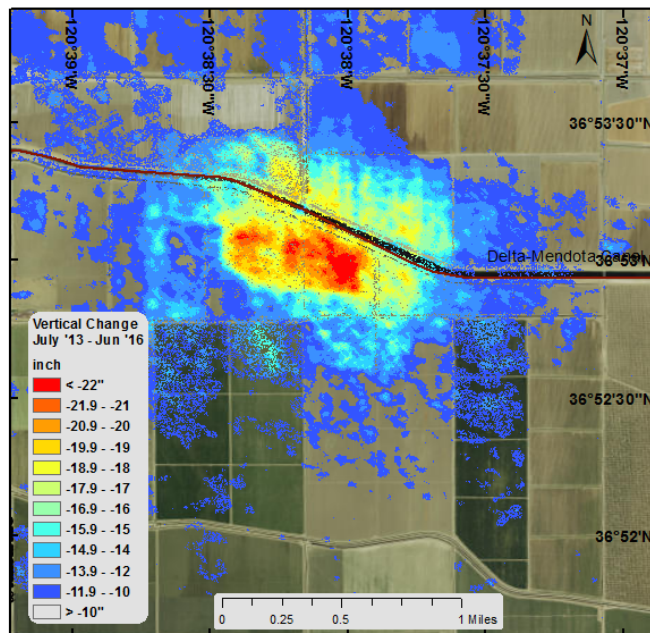 120°39'W
120°38'30"W
120°38'W
120°37'30"W
120°37'W
N
36°53'30"N
Delta-Mendota Canal
36°53'N
Vertical Change
July '13 - Jun '16
inch
< -22"
-21.9 - -21
-20.9 - -20
-19.9 - -19
-18.9 - -18
-17.9 - -17
-16.9 - -16
-15.9 - -15
-14.9 - -14
-13.9 - -12
-11.9 - -10
> -10"
36°52'30"N
36°52'N
0 0.25 0.5 1 Miles